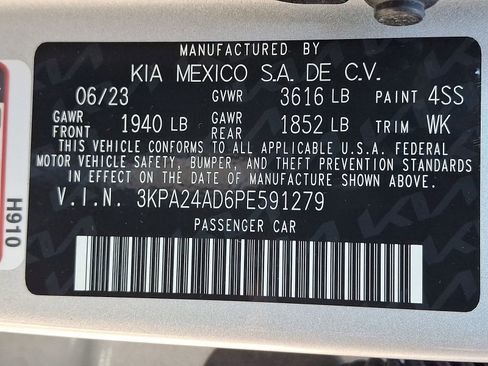 MANUFACTURED BY
KIA MEXICO S.A. DE C.V.
06/23 GVWR 3616 LB PAINT 4SS
GAWR FRONT 1940 LB GAWR REAR 1852 LB TRIM WK
THIS VEHICLE CONFORMS TO ALL APPLICABLE U.S.A. FEDERAL
MOTOR VEHICLE SAFETY, BUMPER, AND THEFT PREVENTION STANDARDS
IN EFFECT ON THE DATE OF MANUFACTURE SHOWN ABOVE.
V.I.N. 3KPA24AD6PE591279
PASSENGER CAR
H910